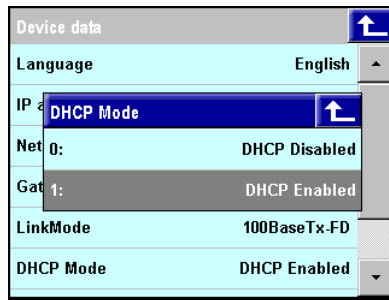 Device data
Language English
IP a
DHCP Mode
Net
0: DHCP Disabled
Gat
1: DHCP Enabled
LinkMode 100BaseTx-FD
DHCP Mode DHCP Enabled